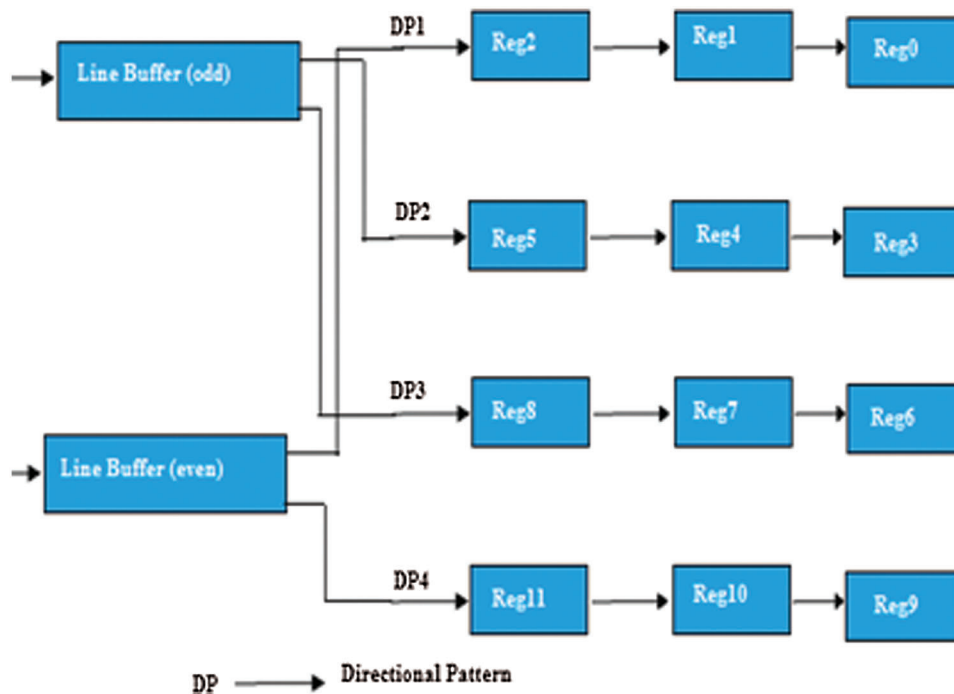 DP1
Reg2
Reg1
Reg0
Line Buffer (odd)
DP2
Reg5
Reg4
Reg3
DP3
Reg8
Reg7
Reg6
Line Buffer (even)
DP4
Reg11
Reg10
Reg9
DP
Directional Pattern